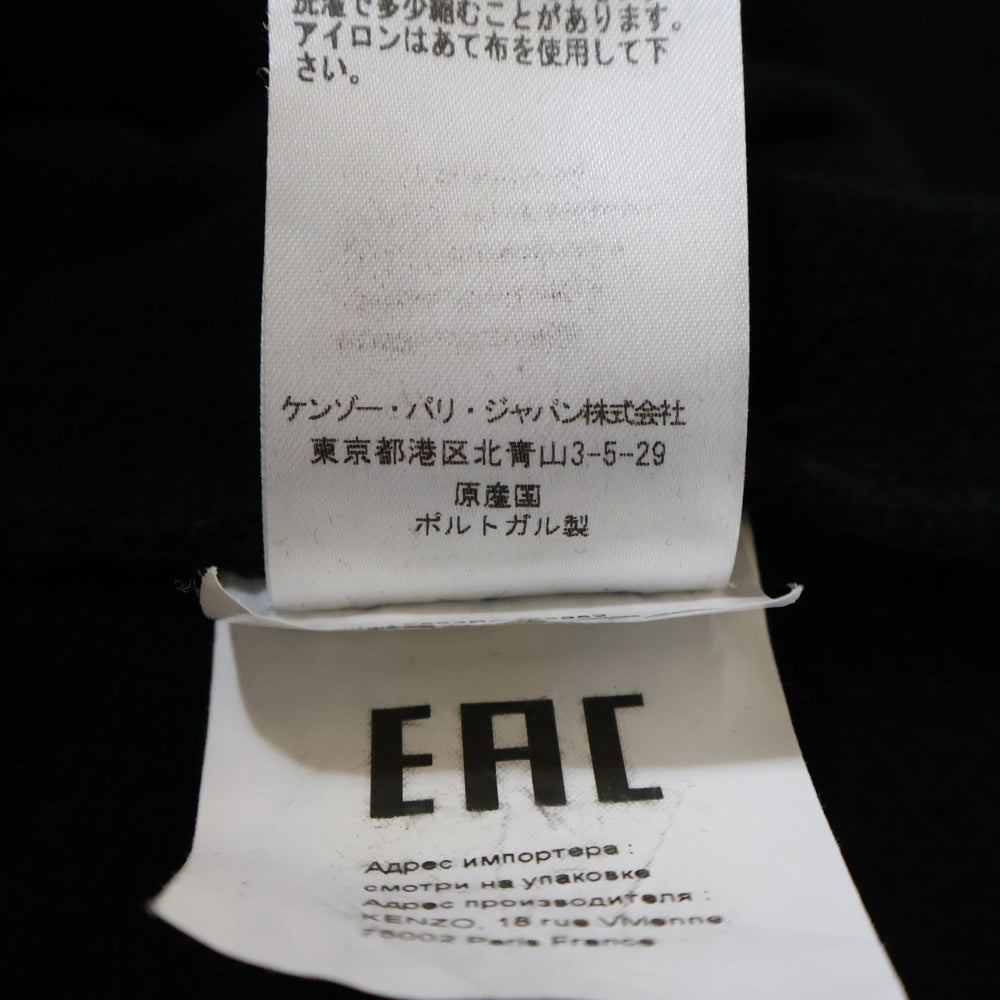 洗濯で多少縮むことがあります。
アイロンはあて布を使用して下
さい。
ケンゾー・パリ・ジャパン株式会社
東京都港区北青山3-5-29
原産国
ポルトガル製
EAC
Адрес импортера :
смотри на упаковке
Адрес производителя :
KENZO, 18 rue Vivienne
75002 Paris France